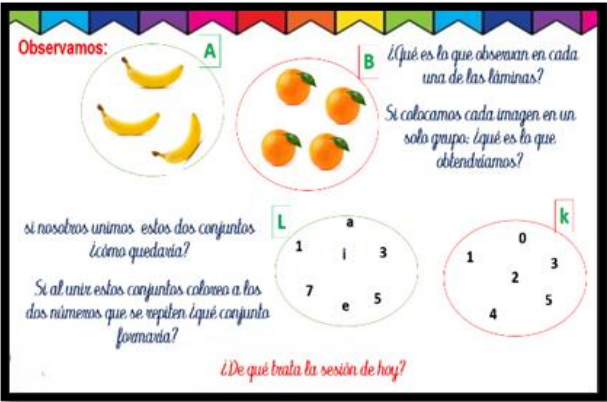 Observamos:
A
B
¿Qué es lo que observan en cada
una de las láminas?
Si colocamos cada imagen en un
solo grupo; ¿qué es lo que
obtendríamos?
si nosotros unimos estos dos conjuntos
¿cómo quedaría?
Si al unir estos conjuntos coloreo a los
dos números que se repiten ¿qué conjunto
formaría?
L
a
1
i
3
7
e
5
k
0
1
3
2
5
4
¿De qué trata la sesión de hoy?